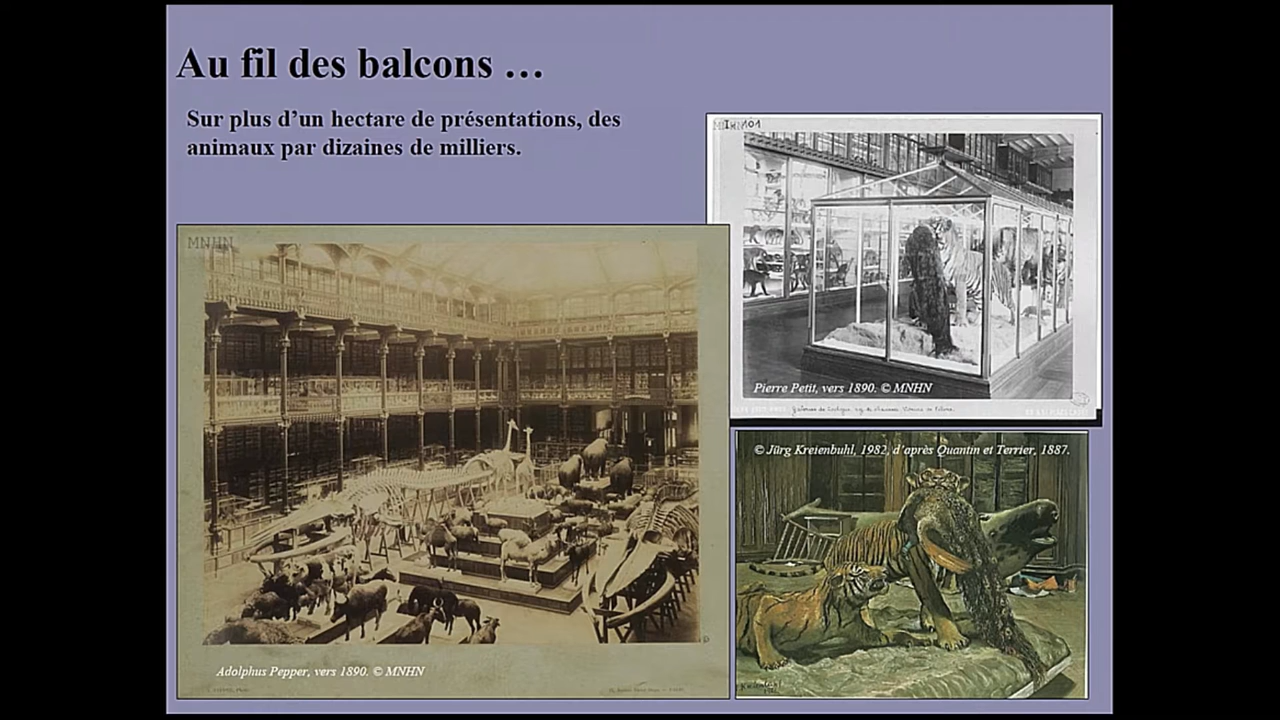 Au fil des balcons …
Sur plus d’un hectare de présentations, des
animaux par dizaines de milliers.
MNHN
Pierre Petit, vers 1890. © MNHN
© Jürg Kreienbuhl, 1982, d’après Quantin et Terrier, 1887.
Adolphus Pepper, vers 1890. © MNHN